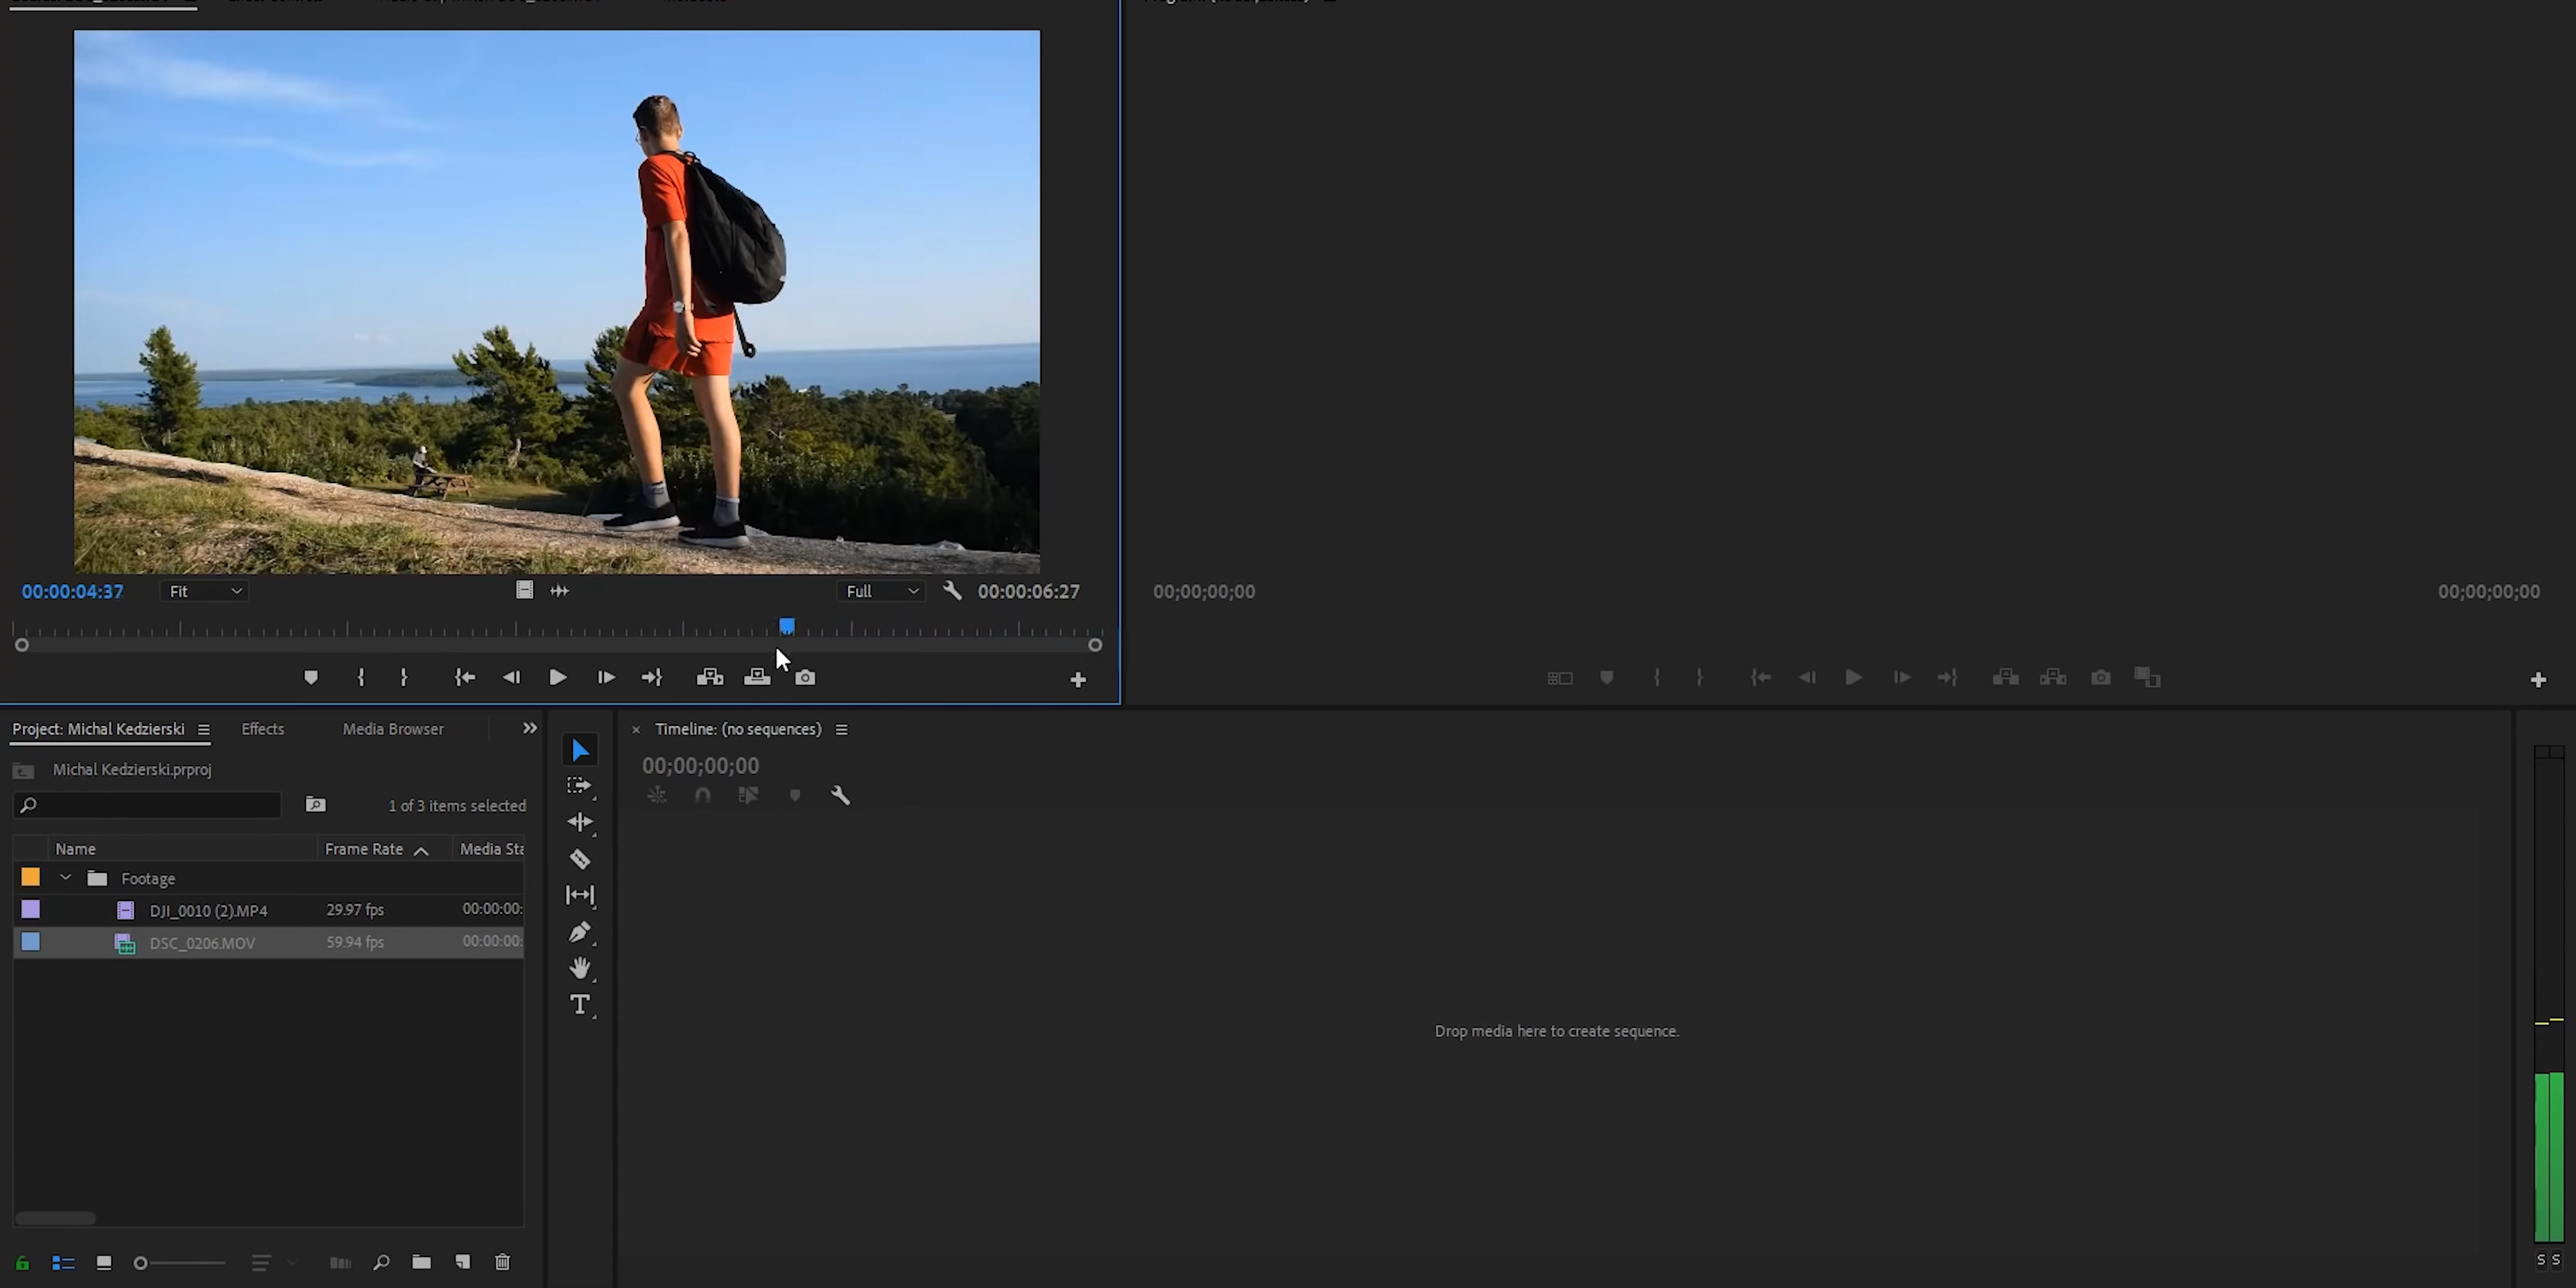 00:00:04:37
Fit
Full
00:00:06:27
00;00;00;00
00;00;00;00
Project: Michal Kedzierski
Effects
Media Browser
Michal Kedzierski.prproj
1 of 3 items selected
Name
Frame Rate
Media Sta
Footage
DJI_0010 (2).MP4
29.97 fps
00:00:00:
DSC_0206.MOV
59.94 fps
00:00:00:
Timeline: (no sequences)
00;00;00;00
Drop media here to create sequence.
S S